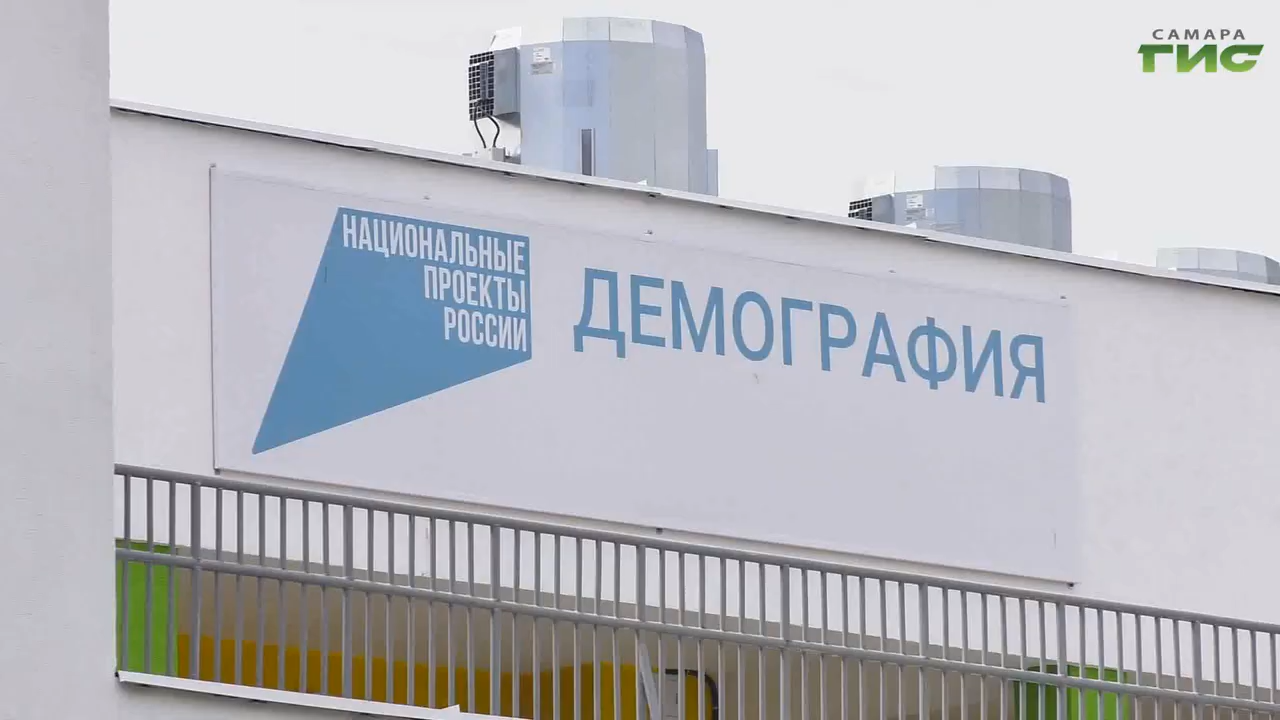 САМАРА
ГИС
НАЦИОНАЛЬНЫЕ
ПРОЕКТЫ
РОССИИ
ДЕМОГРАФИЯ